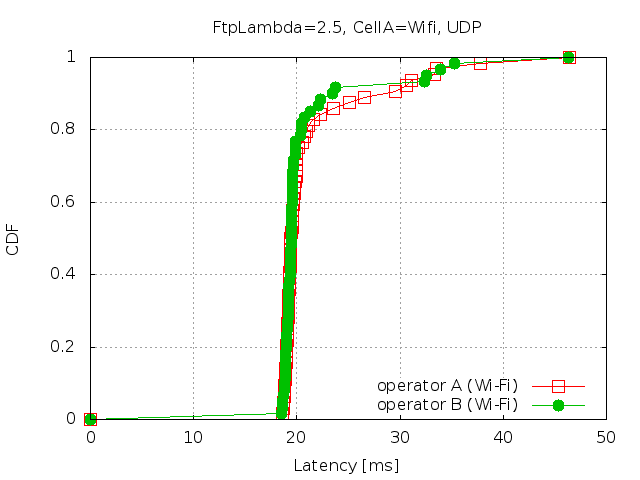 FtpLambda=2.5, CellA=Wifi, UDP
1
0.8
0.6
0.4
0.2
0
CDF
operator A (Wi-Fi)
operator B (Wi-Fi)
0 10 20 30 40 50
Latency [ms]